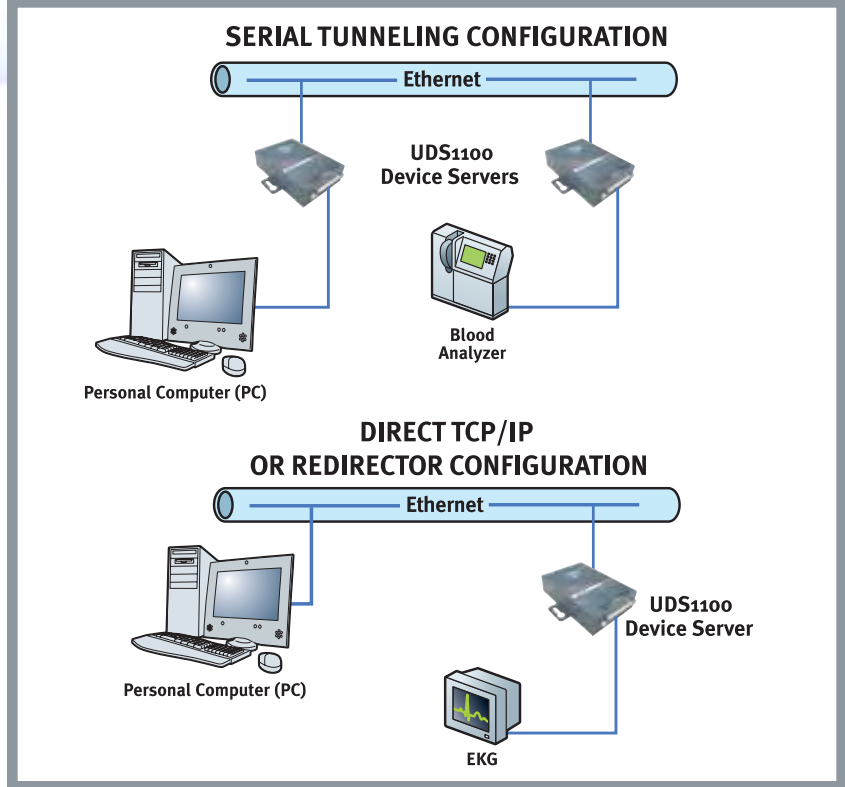 SERIAL TUNNELING CONFIGURATION
Ethernet
UDS1100
Device Servers
Blood
Analyzer
Personal Computer (PC)
DIRECT TCP/IP
OR REDIRECTOR CONFIGURATION
Ethernet
UDS1100
Device Server
Personal Computer (PC)
EKG